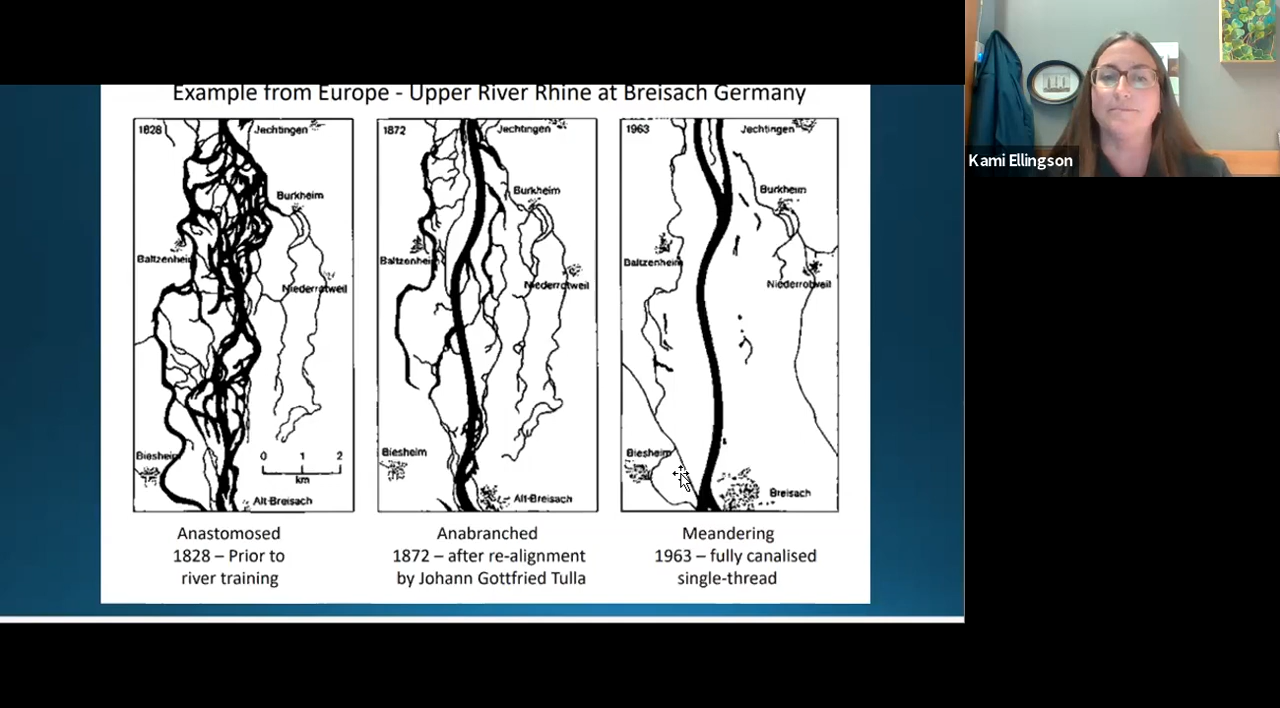 Example from Europe - Upper River Rhine at Breisach Germany
1828
Jechtingen
Burkheim
Baltzenheim
Niederrotweil
Biesheim
0 1 2
km
Alt-Breisach
1872
Jechtingen
Burkheim
Baltzenheim
Niederrotweil
Biesheim
Alt-Breisach
1963
Jechtingen
Burkheim
Baltzenheim
Niederrotweil
Biesheim
Breisach
Anastomosed
1828 – Prior to
river training
Anabranched
1872 – after re-alignment
by Johann Gottfried Tulla
Meandering
1963 – fully canalised
single-thread
Kami Ellingson